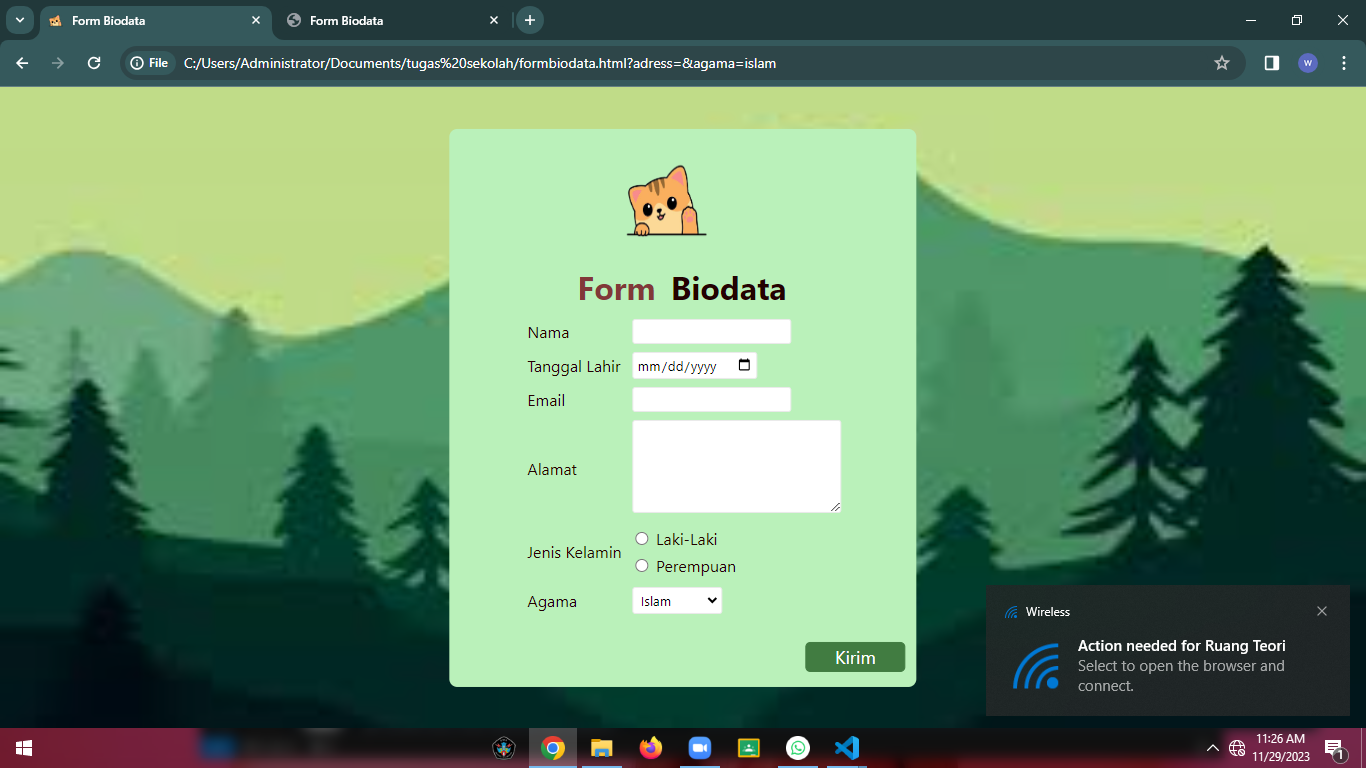 Form Biodata
Form Biodata
File
C:/Users/Administrator/Documents/tugas%20sekolah/formbiodata.html?adress=&agama=islam
W
Form Biodata
Nama
Tanggal Lahir
mm/dd/yyyy
Email
Alamat
Jenis Kelamin
Laki-Laki
Perempuan
Agama
Islam
Kirim
Wireless
Action needed for Ruang Teori
Select to open the browser and
connect.
11:26 AM
11/29/2023
1